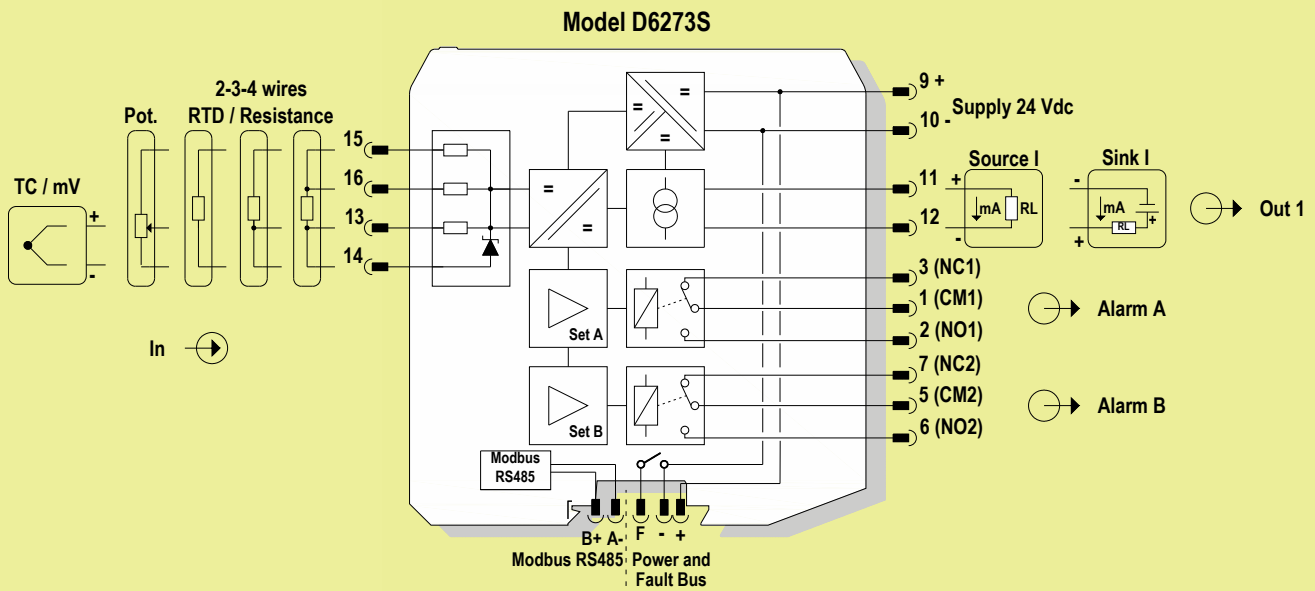 Model D6273S
2-3-4 wires
Pot.
RTD / Resistance
TC / mV
+
-
15
16
13
14
In
=
=
=
=
=
Set A
Set B
Modbus
RS485
9 +
Supply 24 Vdc
10 -
11
12
Source I
+
mA
RL
-
Sink I
-
mA
+
RL
+
Out 1
3 (NC1)
1 (CM1)
2 (NO1)
Alarm A
7 (NC2)
5 (CM2)
6 (NO2)
Alarm B
B+ A-
F - +
Modbus RS485
Power and
Fault Bus